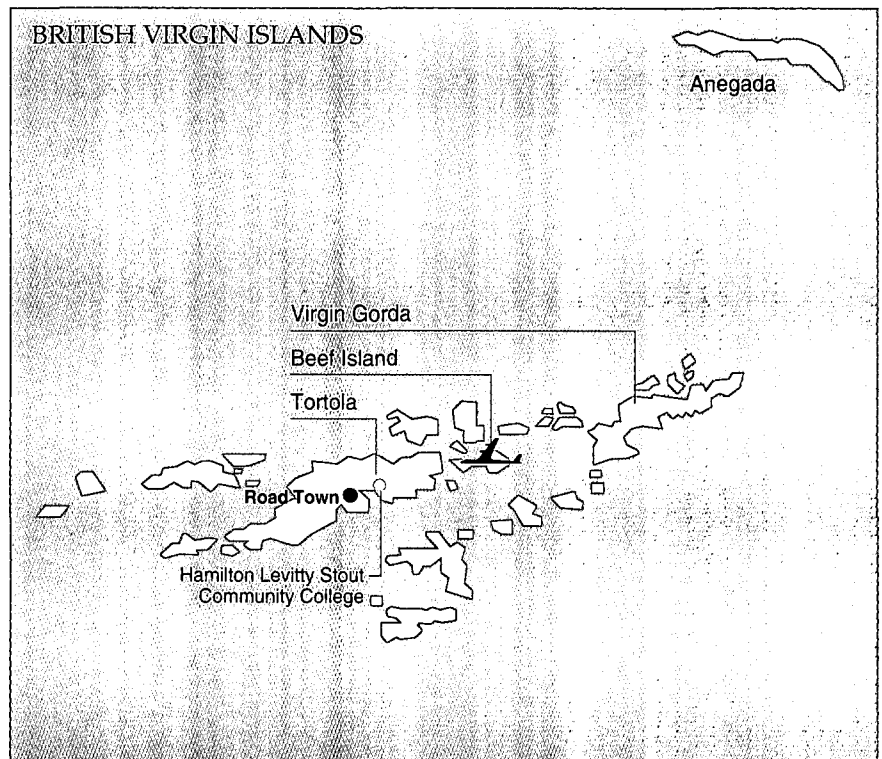 BRITISH VIRGIN ISLANDS
Anegada
Virgin Gorda
Beef Island
Tortola
Road Town
Hamilton Levitty Stout
Community College